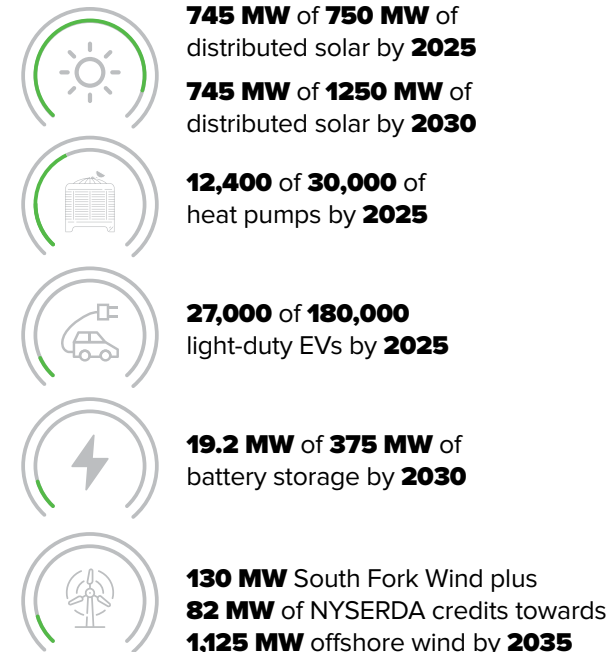 745 MW of 750 MW of
distributed solar by 2025
745 MW of 1250 MW of
distributed solar by 2030
12,400 of 30,000 of
heat pumps by 2025
27,000 of 180,000
light-duty EVs by 2025
19.2 MW of 375 MW of
battery storage by 2030
130 MW South Fork Wind plus
82 MW of NYSERDA credits towards
1,125 MW offshore wind by 2035